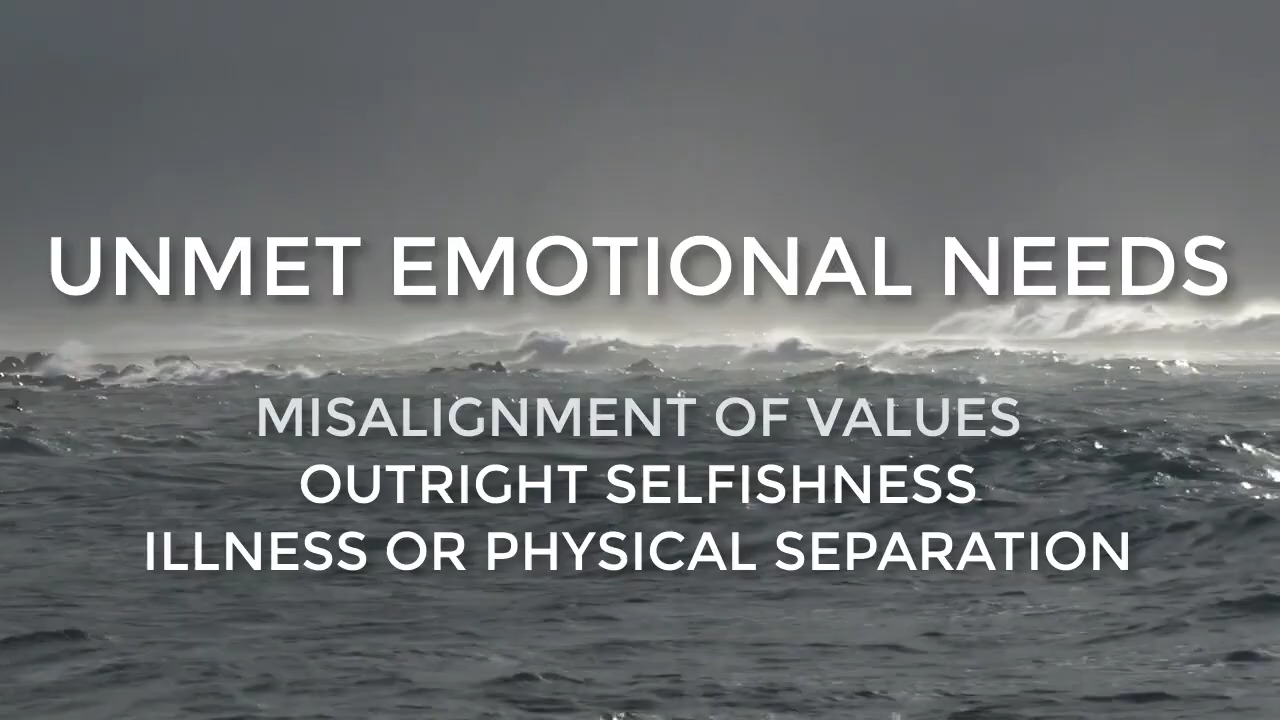 UNMET EMOTIONAL NEEDS
MISALIGNMENT OF VALUES
OUTRIGHT SELFISHNESS
ILLNESS OR PHYSICAL SEPARATION